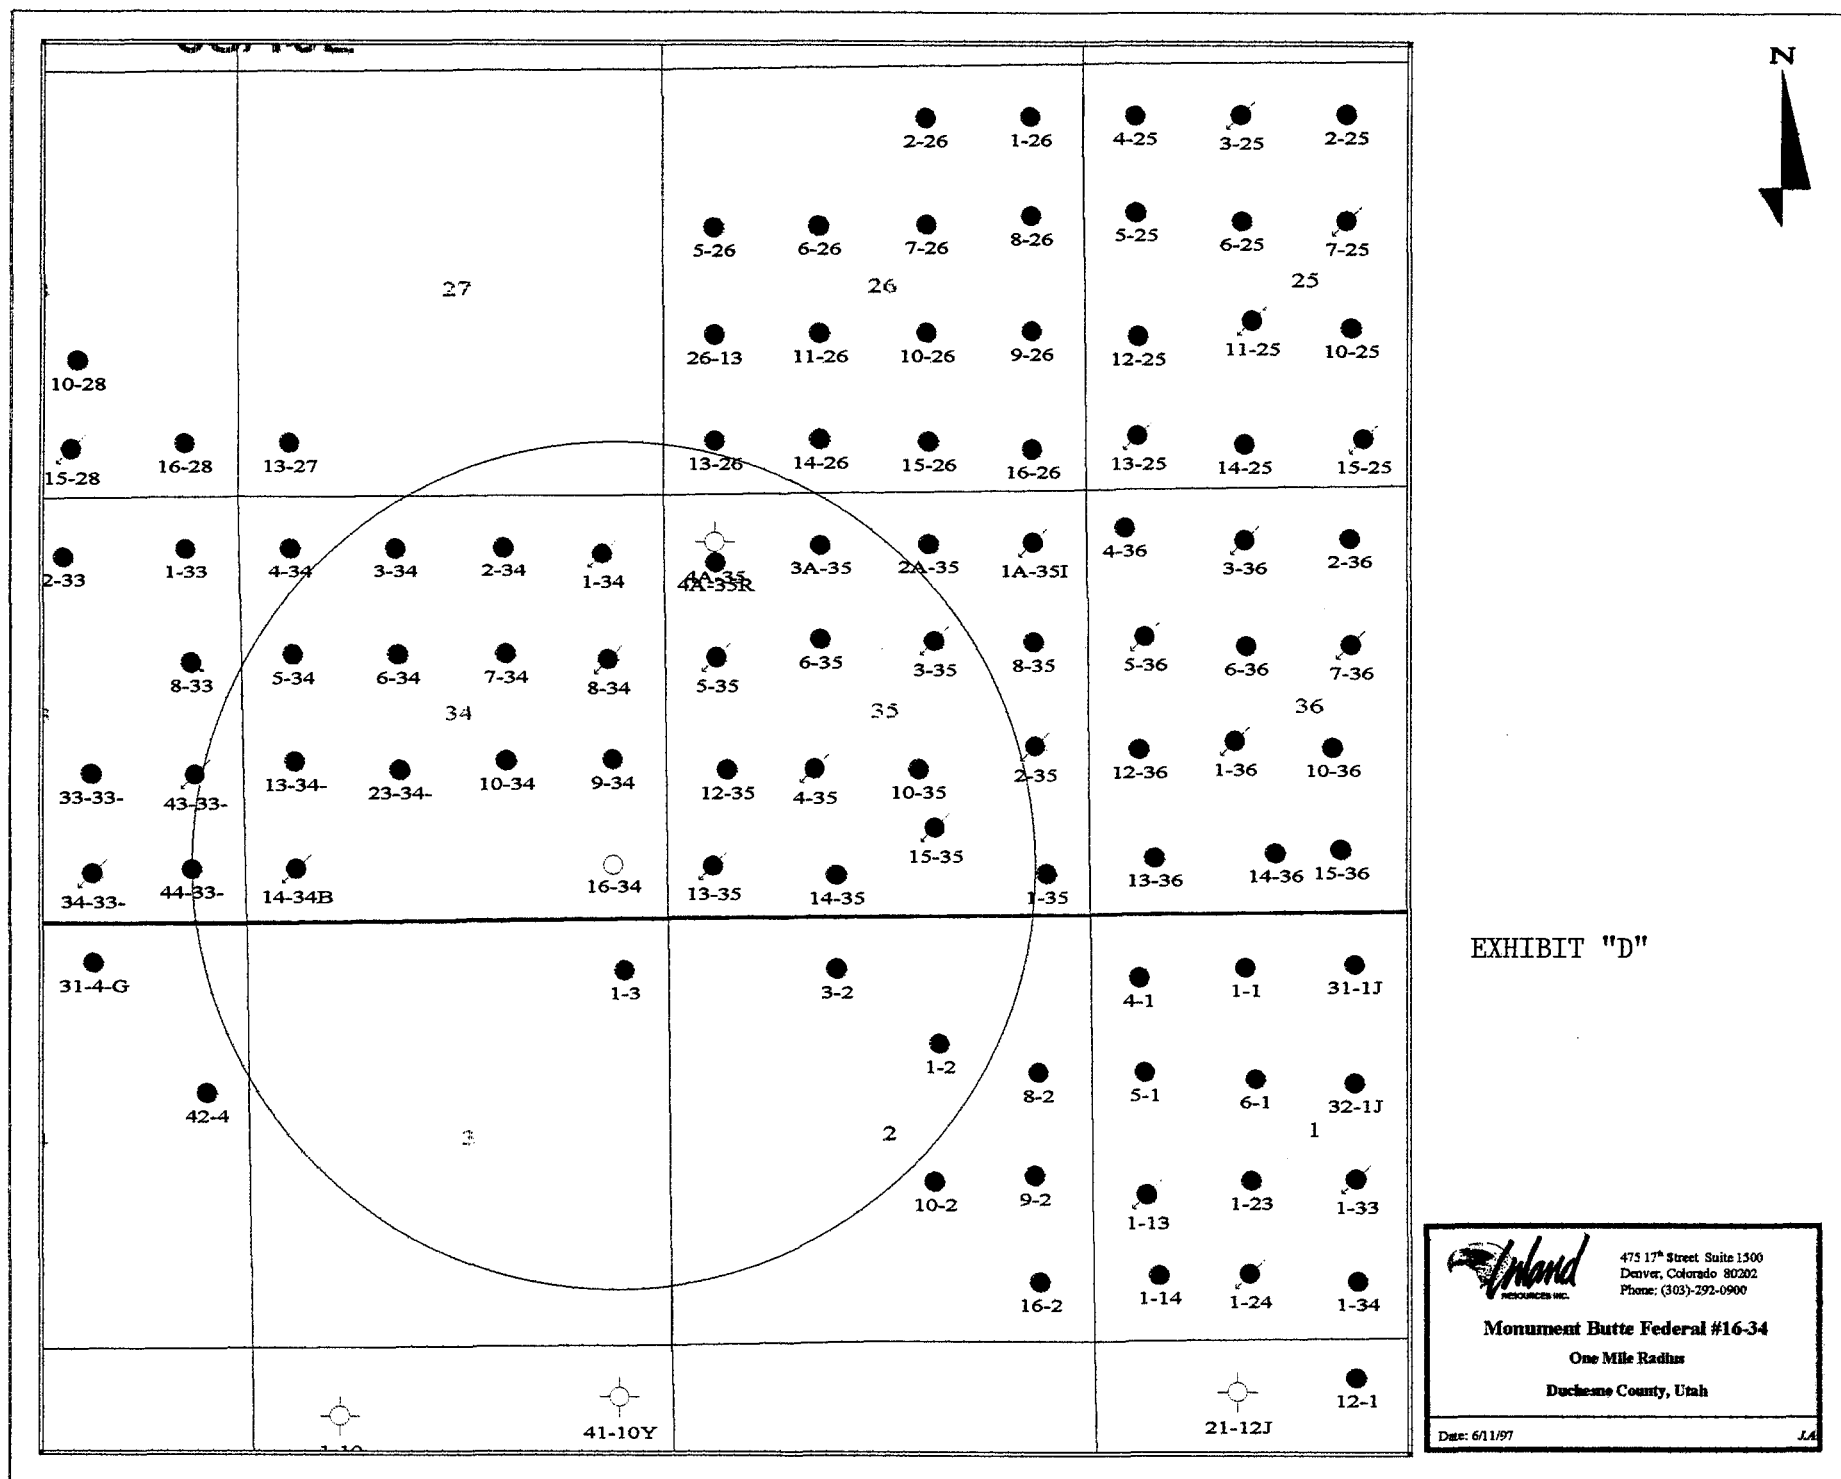 N
2-26 1-26 4-25 3-25 2-25
5-26 6-26 7-26 8-26 5-25 6-25 7-25
27 26 25
26-13 11-26 10-26 9-26 12-25 11-25 10-25
10-28
15-28 16-28 13-27 13-26 14-26 15-26 16-26 13-25 14-25 15-25
2-33 1-33 4-34 3-34 2-34 1-34 4A-35 3A-35 2A-35 1A-35I 4-36 3-36 2-36
4A-35R
8-33 5-34 6-34 7-34 8-34 5-35 6-35 3-35 8-35 5-36 6-36 7-36
34 35 36
33-33- 43-33- 13-34- 23-34- 10-34 9-34 12-35 4-35 10-35 2-35 12-36 1-36 10-36
15-35
34-33- 44-33- 14-34B 16-34 13-35 14-35 1-35 13-36 14-36 15-36
EXHIBIT "D"
31-4-G 1-3 3-2 4-1 1-1 31-1J
1-2
42-4 8-2 5-1 6-1 32-1J
3 2 1
10-2 9-2 1-13 1-23 1-33
16-2 1-14 1-24 1-34
41-10Y 21-12J 12-1
1-10
Inland
RESOURCES INC.
475 17th Street Suite 1500
Denver, Colorado 80202
Phone: (303)-292-0900
Monument Butte Federal #16-34
One Mile Radius
Duchesne County, Utah
Date: 6/11/97 J.A